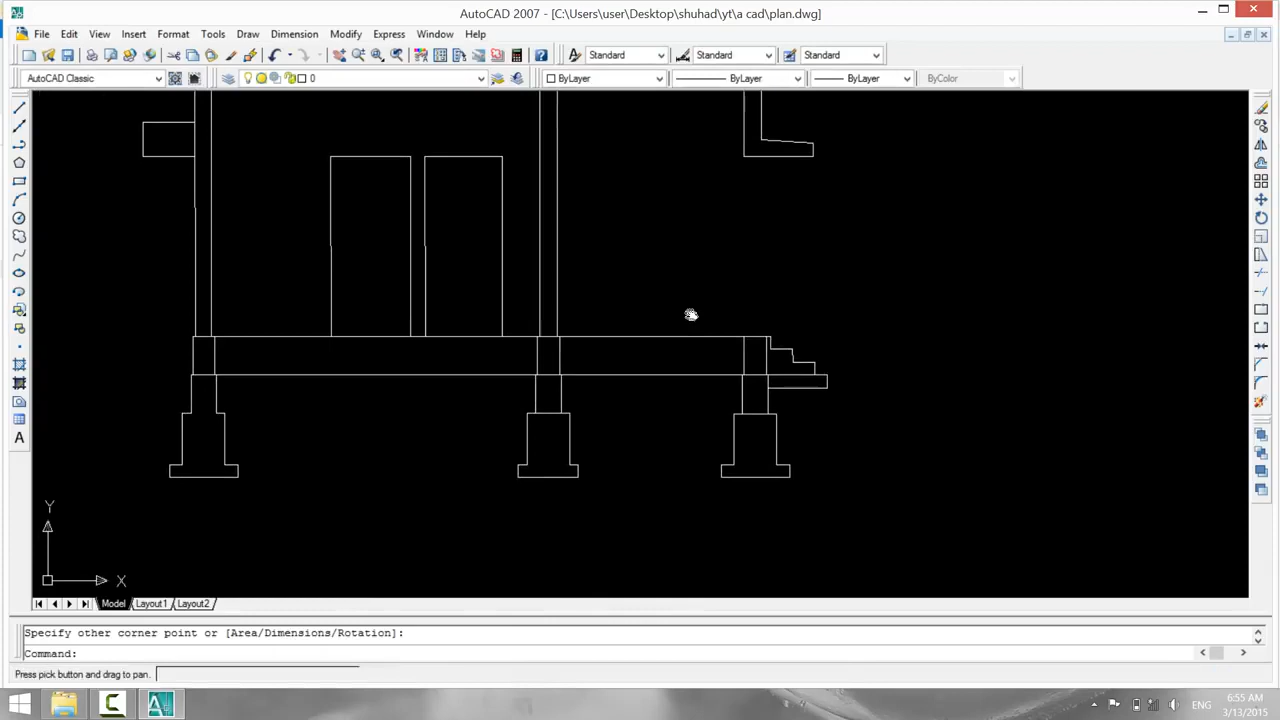 AutoCAD 2007 - [C:\Users\user\Desktop\shuhad\yt\a cad\plan.dwg]
File Edit View Insert Format Tools Draw Dimension Modify Express Window Help
Standard Standard Standard
AutoCAD Classic 0 ByLayer ByLayer ByLayer ByColor
Y
X
Model Layout1 Layout2
Specify other corner point or [Area/Dimensions/Rotation]:
Command:
Press pick button and drag to pan.
ENG 6:55 AM
3/13/2015